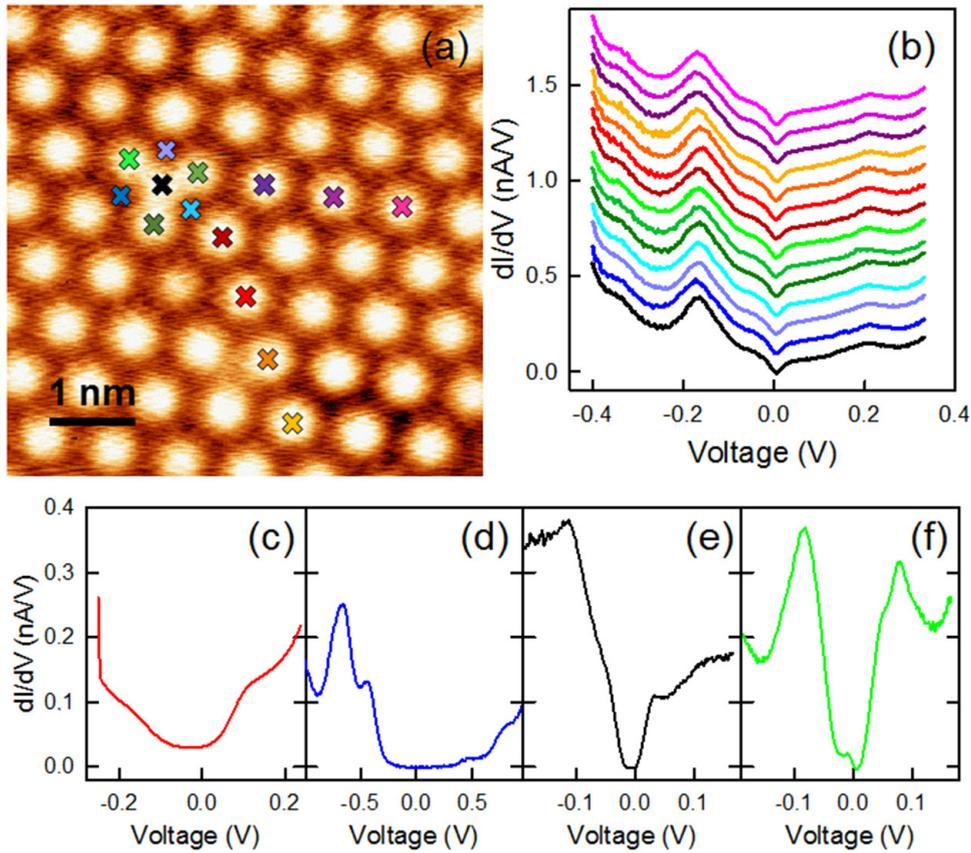 (a)
1 nm
(b)
dI/dV (nA/V)
1.5
1.0
0.5
0.0
-0.4 -0.2 0.0 0.2 0.4
Voltage (V)
(c) (d) (e) (f)
dI/dV (nA/V)
0.4
0.3
0.2
0.1
0.0
-0.2 0.0 0.2 -0.5 0.0 0.5 -0.1 0.0 0.1 -0.1 0.0 0.1
Voltage (V) Voltage (V) Voltage (V) Voltage (V)